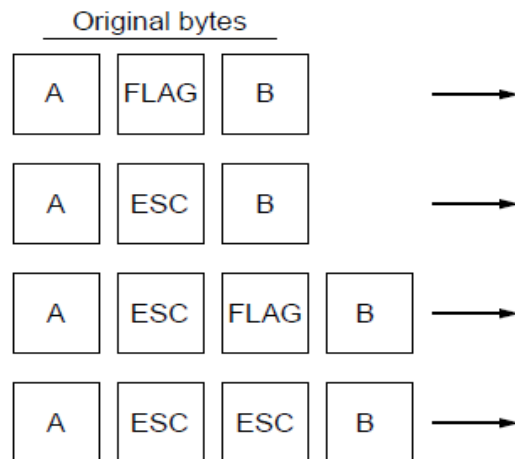 Original bytes
A FLAG B
A ESC B
A ESC FLAG B
A ESC ESC B